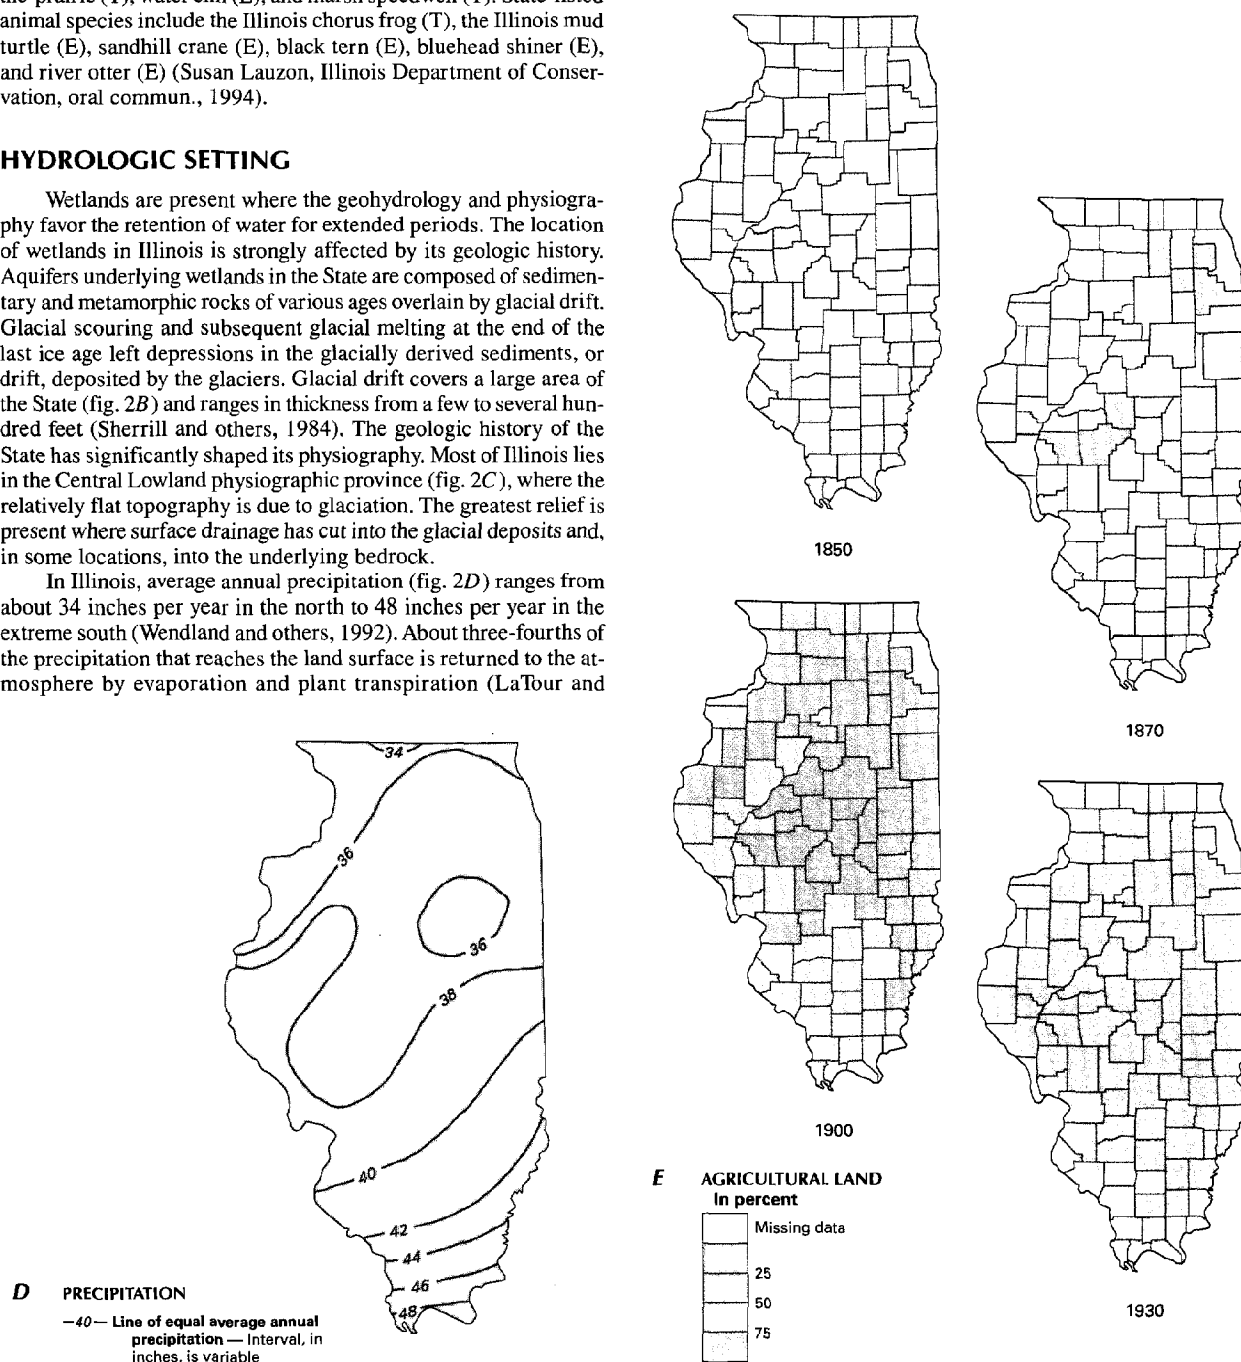 animal species include the Illinois chorus frog (T), the Illinois mud
turtle (E), sandhill crane (E), black tern (E), bluehead shiner (E),
and river otter (E) (Susan Lauzon, Illinois Department of Conser-
vation, oral commun., 1994).
HYDROLOGIC SETTING
Wetlands are present where the geohydrology and physiogra-
phy favor the retention of water for extended periods. The location
of wetlands in Illinois is strongly affected by its geologic history.
Aquifers underlying wetlands in the State are composed of sedimen-
tary and metamorphic rocks of various ages overlain by glacial drift.
Glacial scouring and subsequent glacial melting at the end of the
last ice age left depressions in the glacially derived sediments, or
drift, deposited by the glaciers. Glacial drift covers a large area of
the State (fig. 2B) and ranges in thickness from a few to several hun-
dred feet (Sherrill and others, 1984). The geologic history of the
State has significantly shaped its physiography. Most of Illinois lies
in the Central Lowland physiographic province (fig. 2C), where the
relatively flat topography is due to glaciation. The greatest relief is
present where surface drainage has cut into the glacial deposits and,
in some locations, into the underlying bedrock.
In Illinois, average annual precipitation (fig. 2D) ranges from
about 34 inches per year in the north to 48 inches per year in the
extreme south (Wendland and others, 1992). About three-fourths of
the precipitation that reaches the land surface is returned to the at-
mosphere by evaporation and plant transpiration (LaTour and
34
36
36
38
40
42
44
46
48
D PRECIPITATION
—40— Line of equal average annual
precipitation — Interval, in
inches, is variable
1850
1870
1900
1930
E AGRICULTURAL LAND
In percent
Missing data
25
50
75